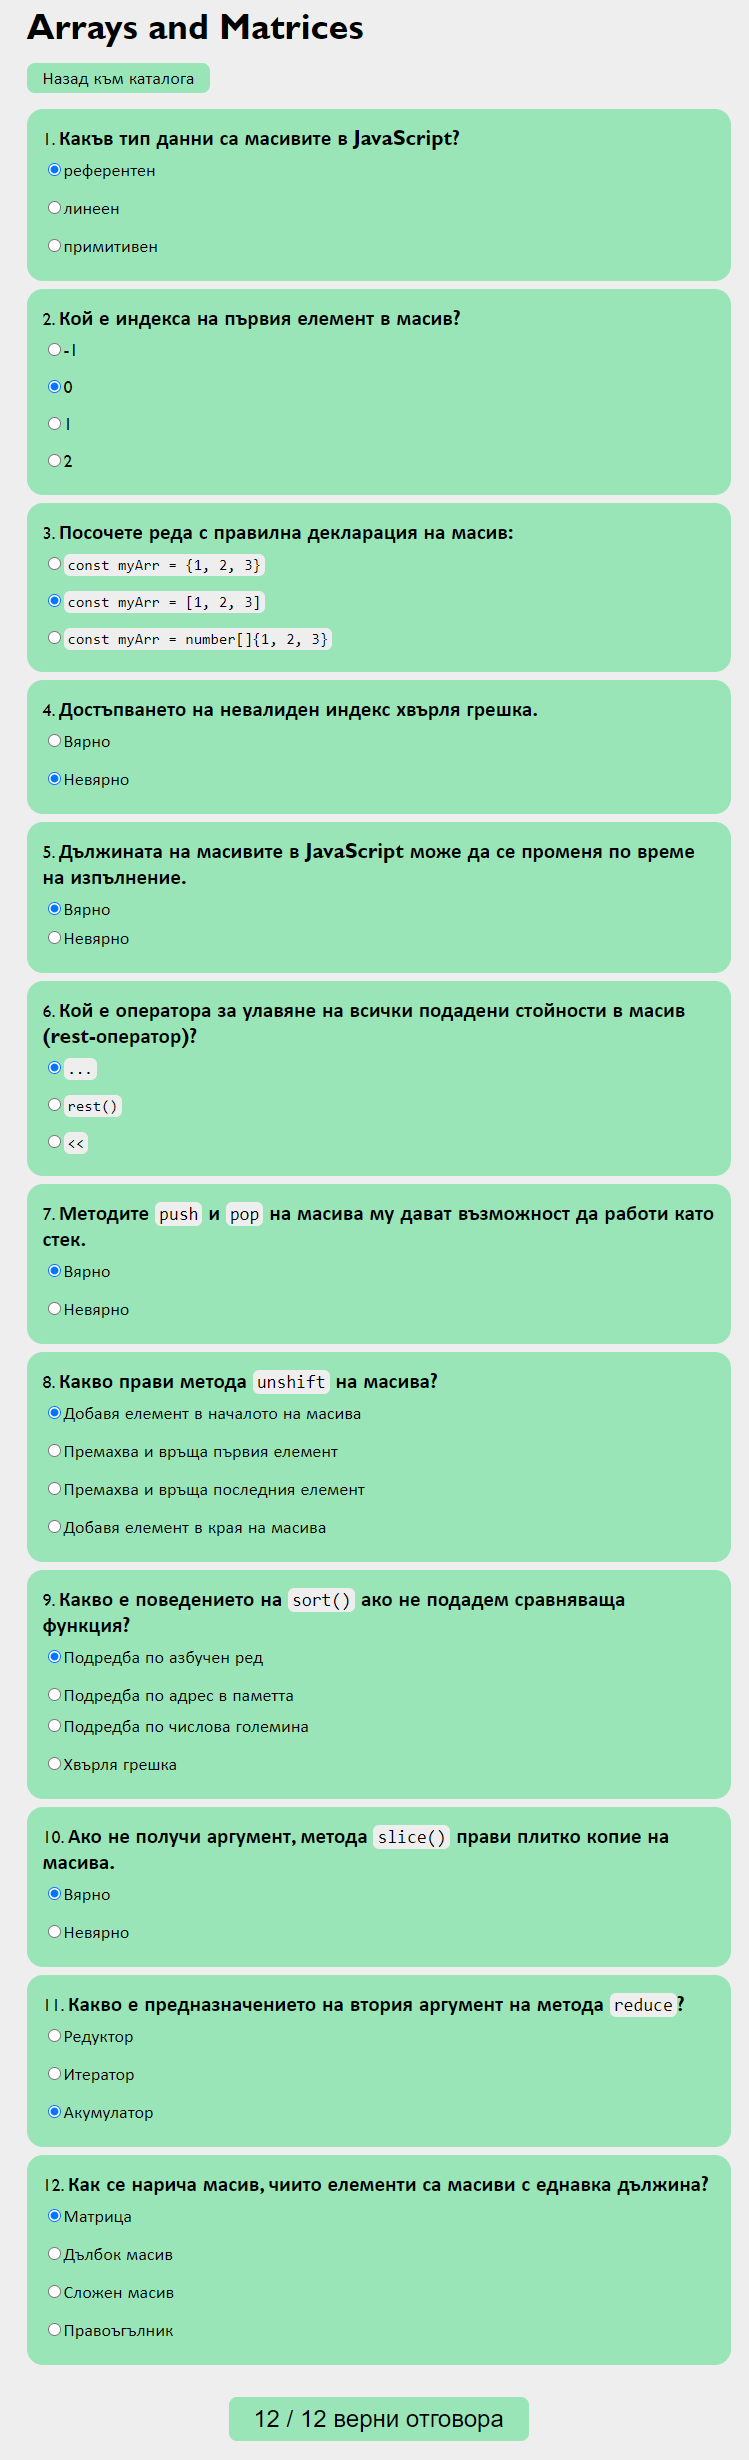 Arrays and Matrices
Назад към каталога
1. Какъв тип данни са масивите в JavaScript?
референтен
линеен
примитивен
2. Кой е индекса на първия елемент в масив?
-1
0
1
2
3. Посочете реда с правилна декларация на масив:
const myArr = {1, 2, 3}
const myArr = [1, 2, 3]
const myArr = number[]{1, 2, 3}
4. Достъпването на невалиден индекс хвърля грешка.
Вярно
Невярно
5. Дължината на масивите в JavaScript може да се променя по време
на изпълнение.
Вярно
Невярно
6. Кой е оператора за улавяне на всички подадени стойности в масив
(rest-оператор)?
...
rest()
<<
7. Методите push и pop на масива му дават възможност да работи като
стек.
Вярно
Невярно
8. Какво прави метода unshift на масива?
Добавя елемент в началото на масива
Премахва и връща първия елемент
Премахва и връща последния елемент
Добавя елемент в края на масива
9. Какво е поведението на sort() ако не подадем сравняваща
функция?
Подредба по азбучен ред
Подредба по адрес в паметта
Подредба по числова големина
Хвърля грешка
10. Ако не получи аргумент, метода slice() прави плитко копие на
масива.
Вярно
Невярно
11. Какво е предназначението на втория аргумент на метода reduce?
Редуктор
Итератор
Акумулатор
12. Как се нарича масив, чиито елементи са масиви с еднавка дължина?
Матрица
Дълбок масив
Сложен масив
Правоъгълник
12 / 12 верни отговора